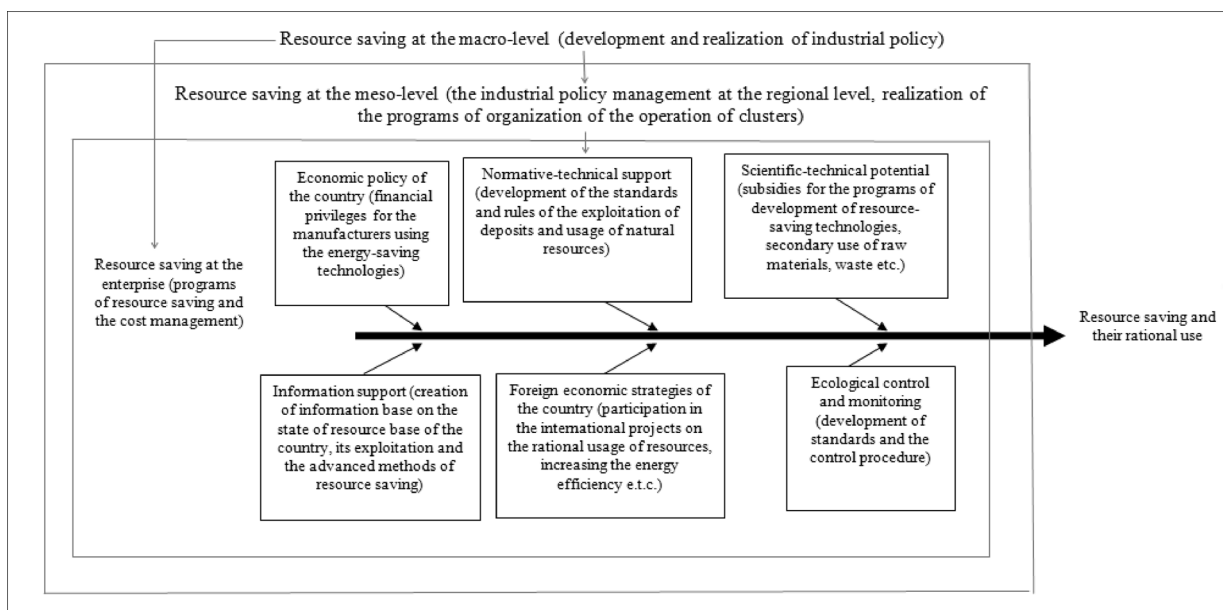 Resource saving at the macro-level (development and realization of industrial policy)
Resource saving at the meso-level (the industrial policy management at the regional level, realization of
the programs of organization of the operation of clusters)
Economic policy of
the country (financial
privileges for the
manufacturers using
the energy-saving
technologies)
Normative-technical support
(development of the standards
and rules of the exploitation of
deposits and usage of natural
resources)
Scientific-technical potential
(subsidies for the programs of
development of resource-
saving technologies,
secondary use of raw
materials, waste etc.)
Resource saving at the
enterprise (programs
of resource saving and
the cost management)
Resource saving and
their rational use
Information support (creation
of information base on the
state of resource base of the
country, its exploitation and
the advanced methods of
resource saving)
Foreign economic strategies of
the country (participation in
the international projects on
the rational usage of resources,
increasing the energy
efficiency e.t.c.)
Ecological control
and monitoring
(development of
standards and the
control procedure)